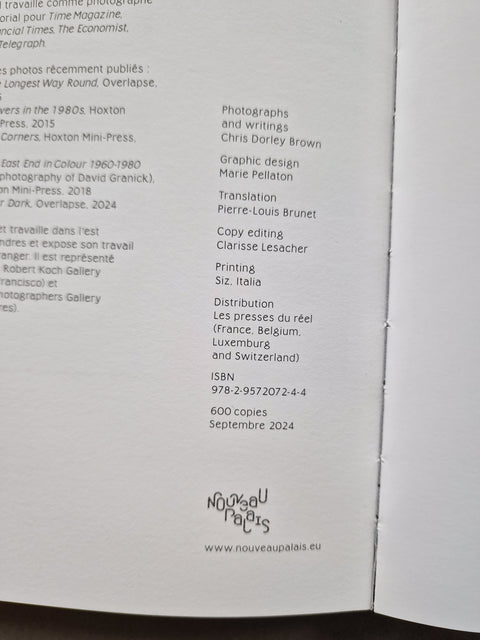 travaille comme photographe
orial pour Time Magazine,
ncial Times, The Economist,
Telegraph.
es photos récemment publiés :
Longest Way Round, Overlapse,
vers in the 1980s, Hoxton
Press, 2015
Corners, Hoxton Mini-Press,
East End in Colour 1960-1980
photography of David Granick),
on Mini-Press, 2018
r Dark, Overlapse, 2024
et travaille dans l'est
ndres et expose son travail
ranger. Il est représenté
Robert Koch Gallery
rancisco) et
hotographers Gallery
res).
Photographs
and writings
Chris Dorley Brown
Graphic design
Marie Pellaton
Translation
Pierre-Louis Brunet
Copy editing
Clarisse Lesacher
Printing
Siz, Italia
Distribution
Les presses du réel
(France, Belgium,
Luxemburg
and Switzerland)
ISBN
978-2-9572072-4-4
600 copies
Septembre 2024
NOUVEAU
PALAIS
www.nouveaupalais.eu